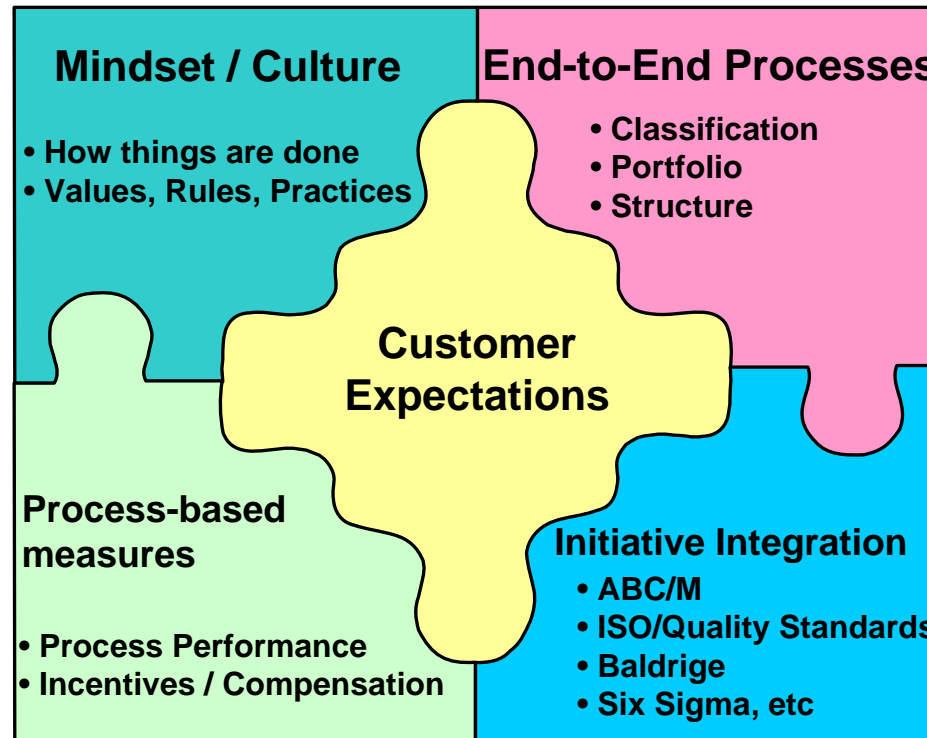 Mindset / Culture
• How things are done
• Values, Rules, Practices
End-to-End Processes
• Classification
• Portfolio
• Structure
Customer
Expectations
Process-based
measures
• Process Performance
• Incentives / Compensation
Initiative Integration
• ABC/M
• ISO/Quality Standards
• Baldrige
• Six Sigma, etc